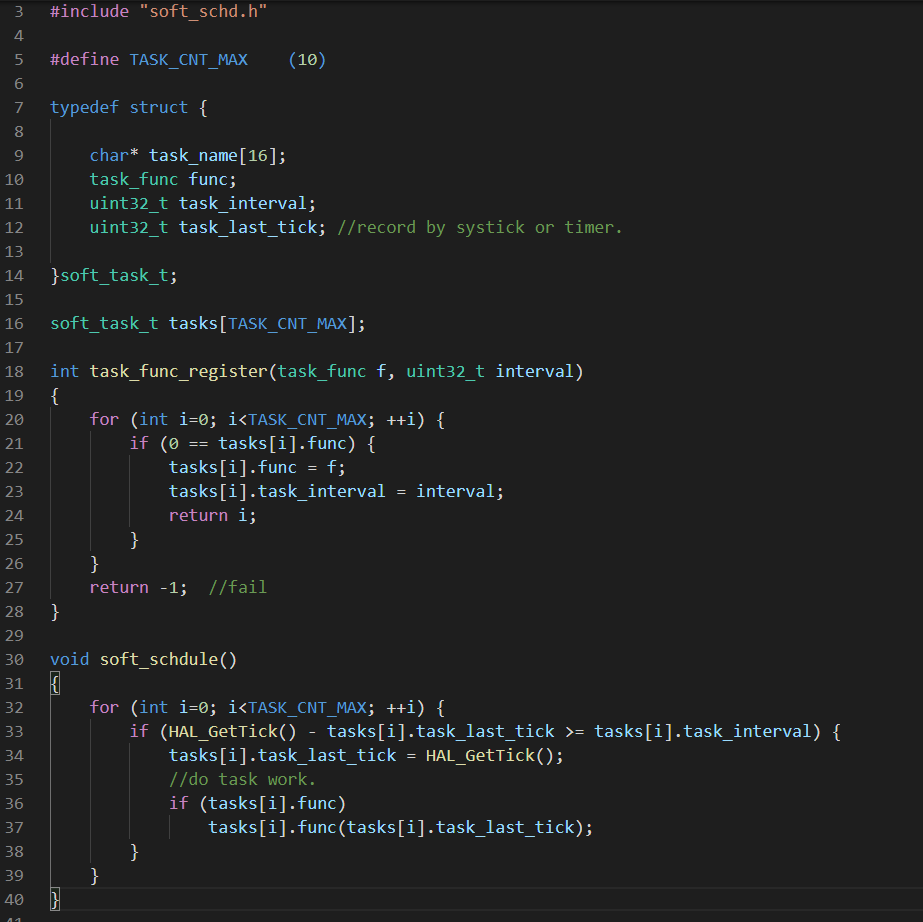 3 #include "soft_schd.h"
4
5 #define TASK_CNT_MAX    (10)
6
7 typedef struct {
8
9     char* task_name[16];
10     task_func func;
11     uint32_t task_interval;
12     uint32_t task_last_tick; //record by systick or timer.
13
14 }soft_task_t;
15
16 soft_task_t tasks[TASK_CNT_MAX];
17
18 int task_func_register(task_func f, uint32_t interval)
19 {
20     for (int i=0; i<TASK_CNT_MAX; ++i) {
21         if (0 == tasks[i].func) {
22             tasks[i].func = f;
23             tasks[i].task_interval = interval;
24             return i;
25         }
26     }
27     return -1;  //fail
28 }
29
30 void soft_schdule()
31 {
32     for (int i=0; i<TASK_CNT_MAX; ++i) {
33         if (HAL_GetTick() - tasks[i].task_last_tick >= tasks[i].task_interval) {
34             tasks[i].task_last_tick = HAL_GetTick();
35             //do task work.
36             if (tasks[i].func)
37                 tasks[i].func(tasks[i].task_last_tick);
38         }
39     }
40 }